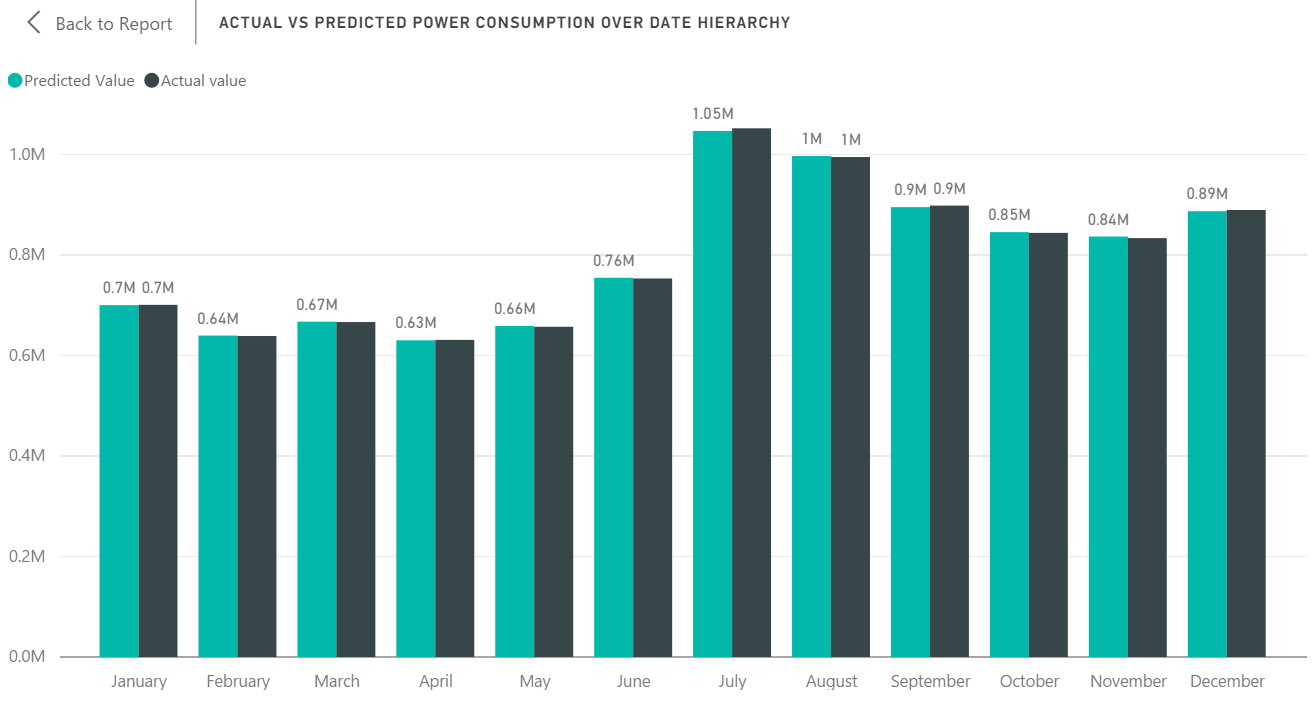 Back to Report
ACTUAL VS PREDICTED POWER CONSUMPTION OVER DATE HIERARCHY
Predicted Value Actual value
1.05M
1.0M
1M 1M
0.9M 0.9M
0.89M
0.85M
0.84M
0.8M
0.76M
0.7M 0.7M
0.64M
0.67M
0.63M
0.66M
0.6M
0.4M
0.2M
0.0M
January February March April May June July August September October November December